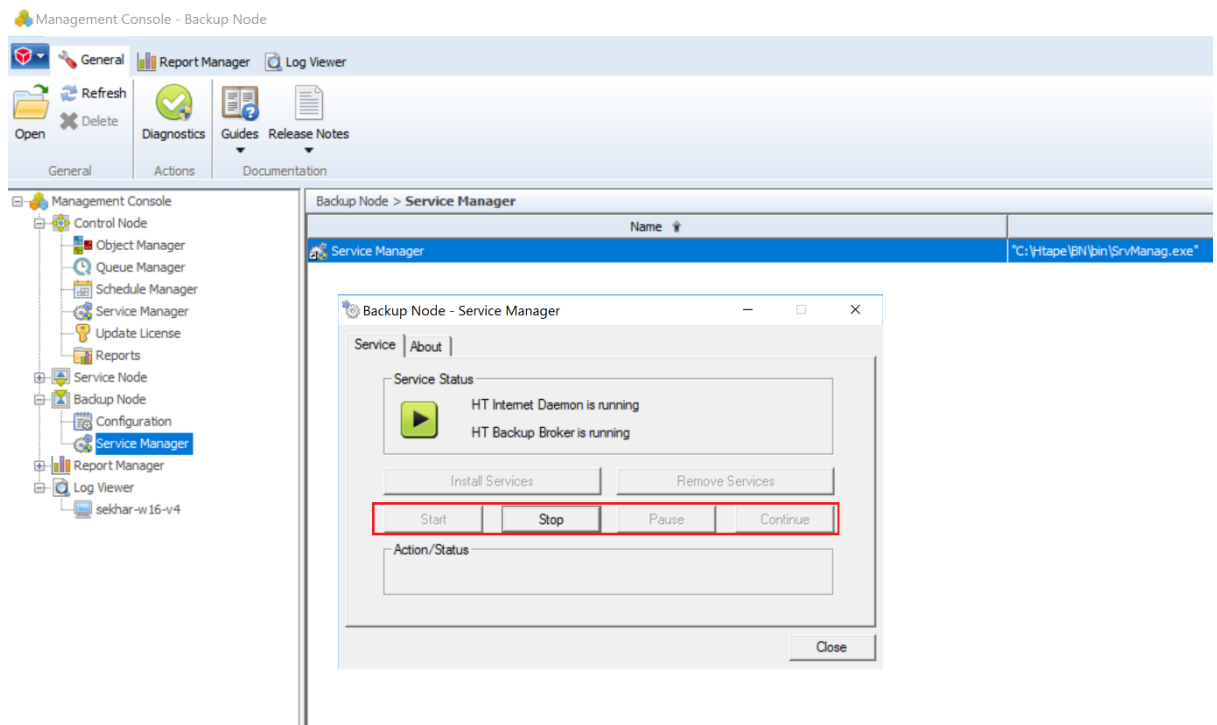 Management Console - Backup Node
General Report Manager Log Viewer
Open
Refresh
Delete
Diagnostics
Guides
Release Notes
General
Actions
Documentation
Management Console
Control Node
Object Manager
Queue Manager
Schedule Manager
Service Manager
Update License
Reports
Service Node
Backup Node
Configuration
Service Manager
Report Manager
Log Viewer
sekhar-w16-v4
Backup Node > Service Manager
Name
Service Manager "C:\Htape\BN\bin\SrvManag.exe"
Backup Node - Service Manager
Service About
Service Status
HT Internet Daemon is running
HT Backup Broker is running
Install Services Remove Services
Start Stop Pause Continue
Action/Status
Close